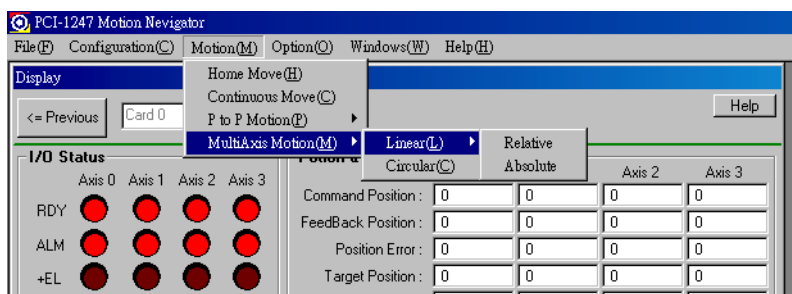 PCI-1247 Motion Nevigator
File(F) Configuration(C) Motion(M) Option(O) Windows(W) Help(H)
Display
Home Move(H)
Continuous Move(C)
P to P Motion(P)
MultiAxis Motion(M)
Linear(L)
Circular(C)
Relative
Absolute
<= Previous Card 0 Help
I/O Status
Axis 0 Axis 1 Axis 2 Axis 3
RDY
ALM
+EL
&
Axis 2 Axis 3
Command Position : 0 0 0 0
FeedBack Position : 0 0 0 0
Position Error : 0 0 0 0
Target Position : 0 0 0 0